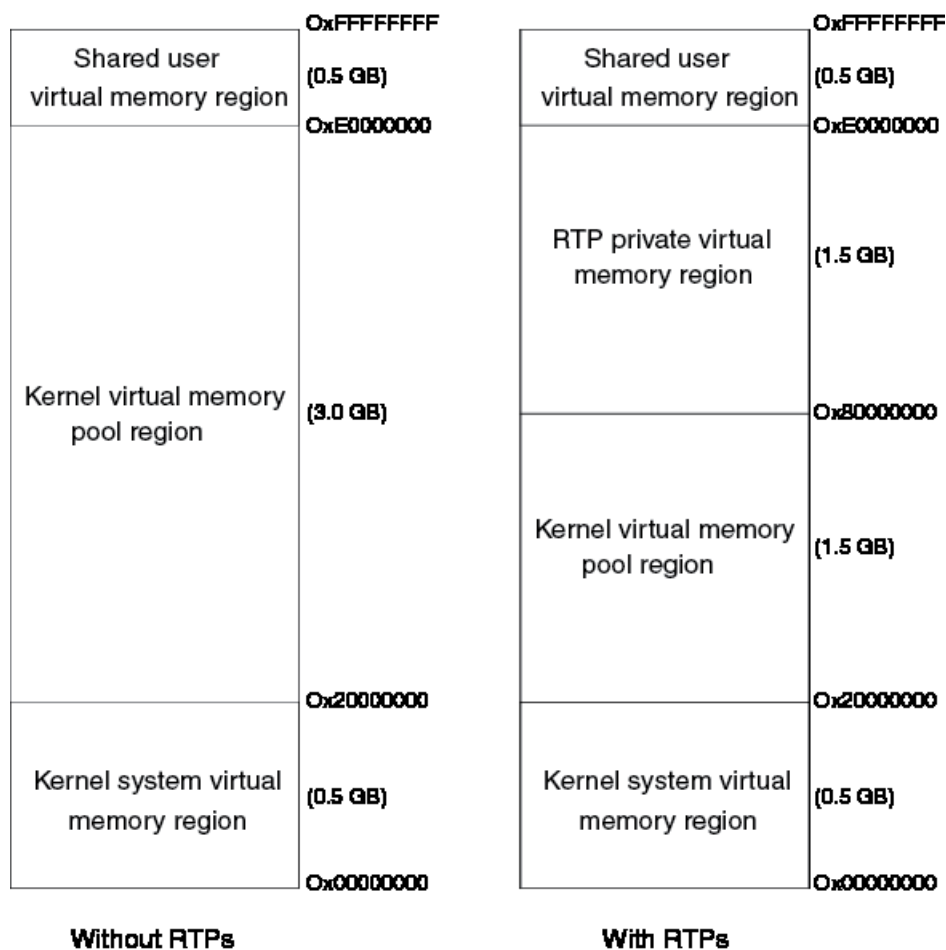 OxFFFFFFFF
Shared user
virtual memory region
(0.5 GB)
OxE0000000
Kernel virtual memory
pool region
(3.0 GB)
Ox20000000
Kernel system virtual
memory region
(0.5 GB)
Ox00000000
Without RTPs
OxFFFFFFFF
Shared user
virtual memory region
(0.5 GB)
OxE0000000
RTP private virtual
memory region
(1.5 GB)
Ox80000000
Kernel virtual memory
pool region
(1.5 GB)
Ox20000000
Kernel system virtual
memory region
(0.5 GB)
Ox00000000
With RTPs